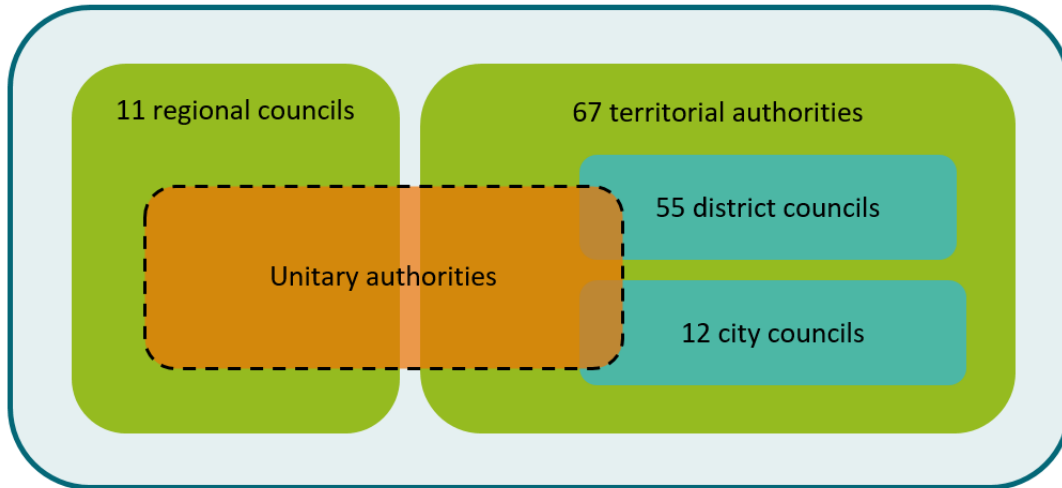 11 regional councils
67 territorial authorities
55 district councils
Unitary authorities
12 city councils